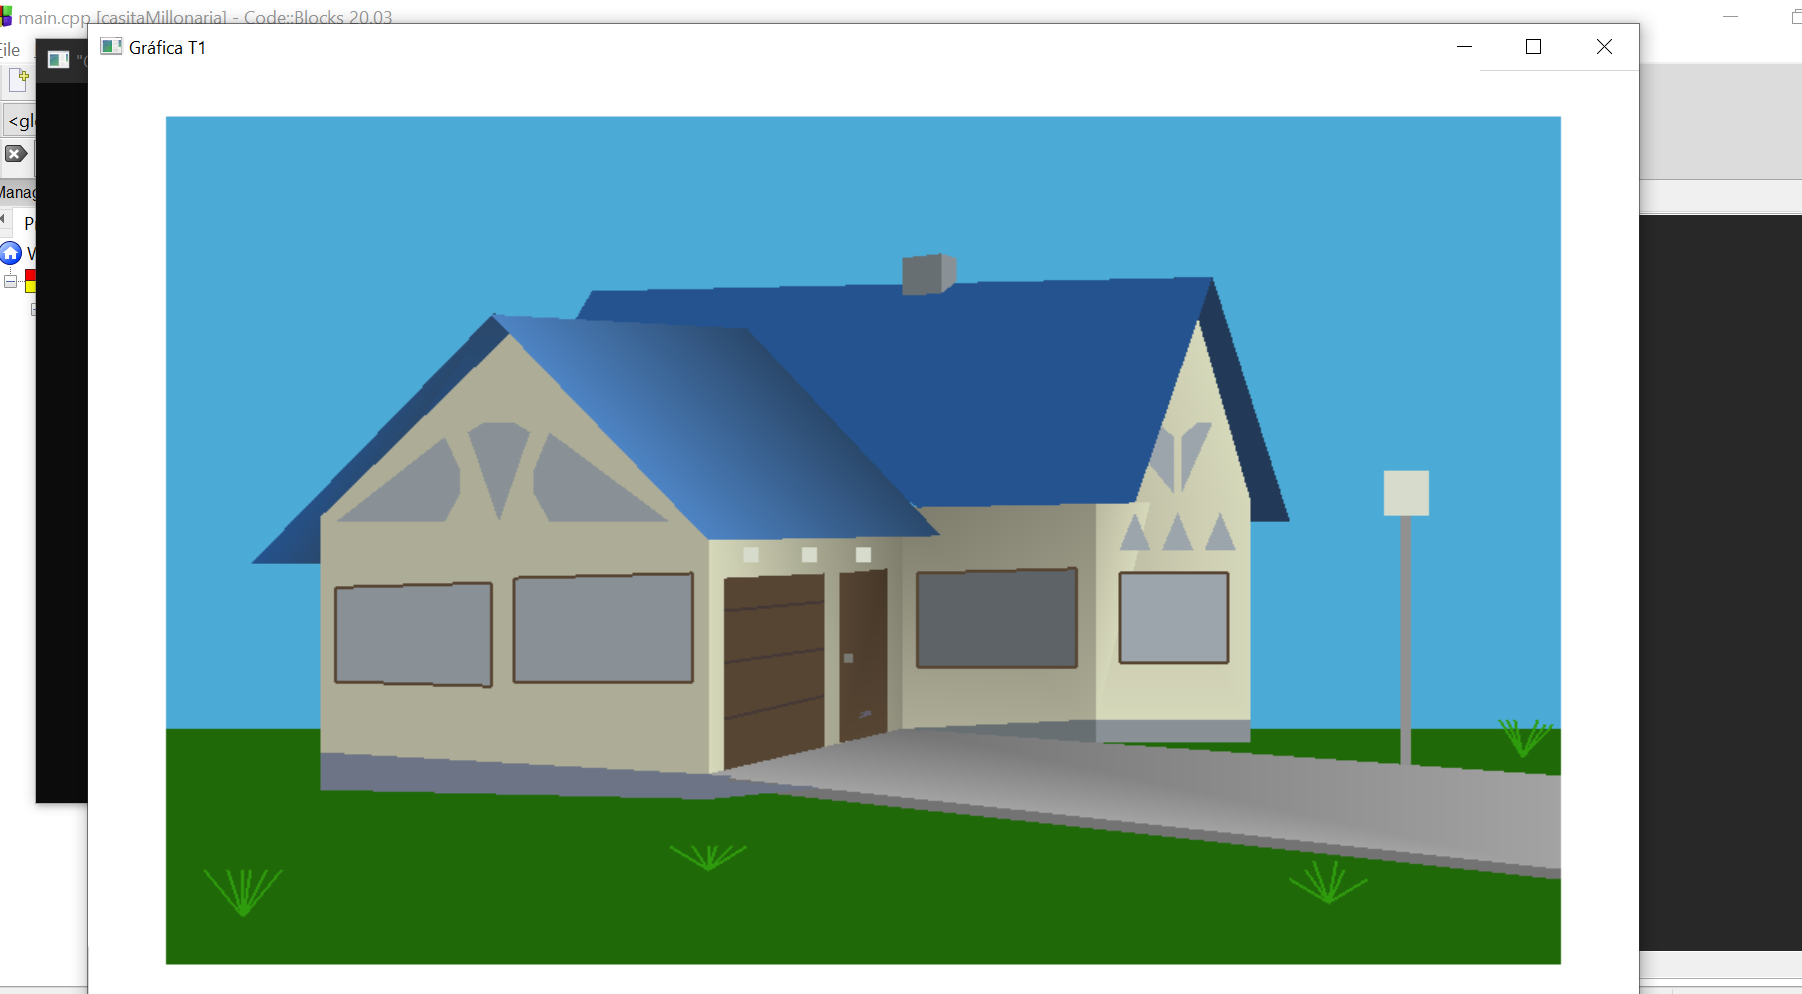 main.cpp [casitaMillonaria] - Code::Blocks 20.03
Gráfica T1
File
<gl
Manag
P